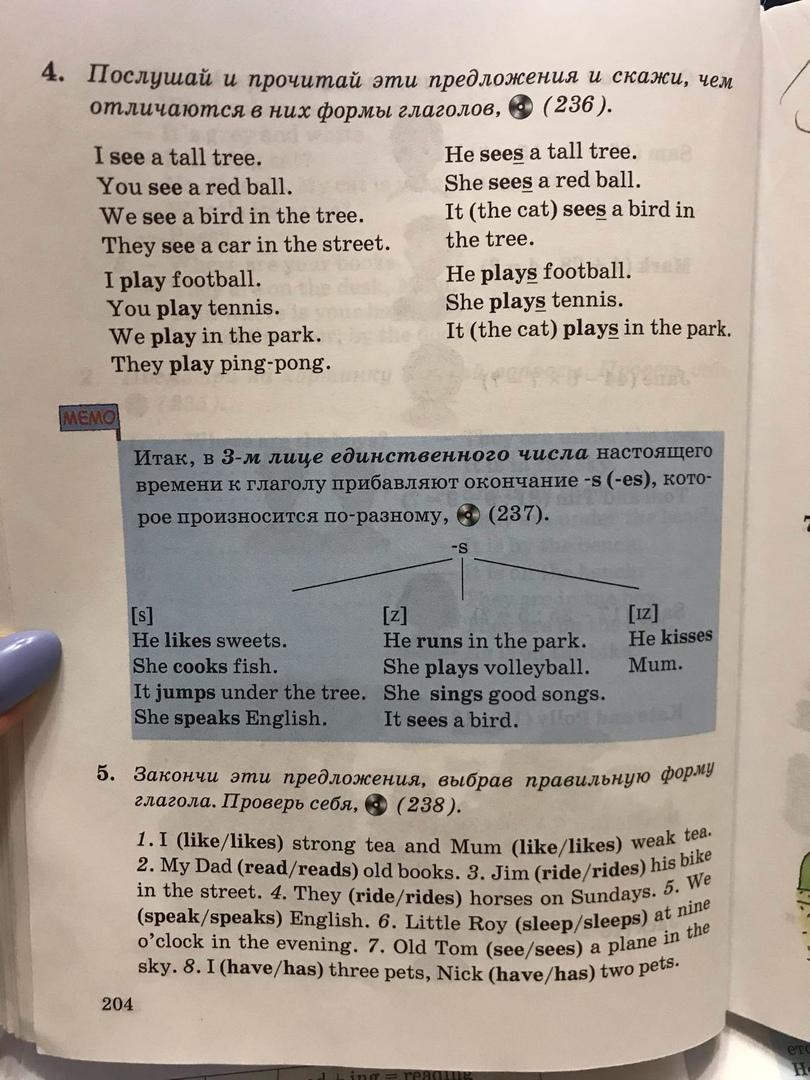 4. Послушай и прочитай эти предложения и скажи, чем
отличаются в них формы глаголов, (236).
I see a tall tree.
You see a red ball.
We see a bird in the tree.
They see a car in the street.
I play football.
You play tennis.
We play in the park.
They play ping-pong.
He sees a tall tree.
She sees a red ball.
It (the cat) sees a bird in
the tree.
He plays football.
She plays tennis.
It (the cat) plays in the park.
МЕМО
Итак, в 3-м лице единственного числа настоящего
времени к глаголу прибавляют окончание -s (-es), кото-
рое произносится по-разному, (237).
-s
[s]
He likes sweets.
She cooks fish.
It jumps under the tree.
She speaks English.
[z]
He runs in the park.
She plays volleyball.
She sings good songs.
It sees a bird.
[ɪz]
He kisses
Mum.
5. Закончи эти предложения, выбрав правильную форму
глагола. Проверь себя, (238).
1. I (like/likes) strong tea and Mum (like/likes) weak tea.
2. My Dad (read/reads) old books. 3. Jim (ride/rides) his bike
in the street. 4. They (ride/rides) horses on Sundays. 5. We
(speak/speaks) English. 6. Little Roy (sleep/sleeps) at nine
o'clock in the evening. 7. Old Tom (see/sees) a plane in the
sky. 8. I (have/has) three pets, Nick (have/has) two pets.
204
= reading